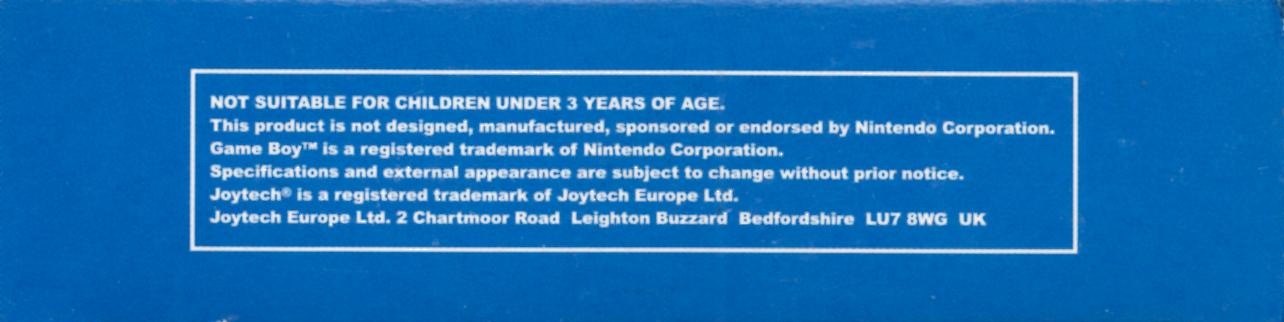 NOT SUITABLE FOR CHILDREN UNDER 3 YEARS OF AGE.
This product is not designed, manufactured, sponsored or endorsed by Nintendo Corporation.
Game Boy™ is a registered trademark of Nintendo Corporation.
Specifications and external appearance are subject to change without prior notice.
Joytech® is a registered trademark of Joytech Europe Ltd.
Joytech Europe Ltd. 2 Chartmoor Road Leighton Buzzard Bedfordshire LU7 8WG UK